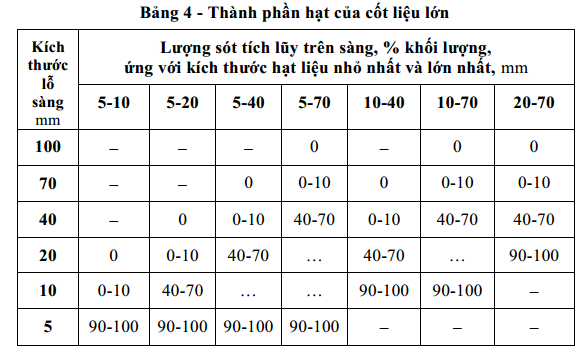 Bảng 4 - Thành phần hạt của cốt liệu lớn
Kích thước lỗ sàng mm
Lượng sót tích lũy trên sàng, % khối lượng,
ứng với kích thước hạt liệu nhỏ nhất và lớn nhất, mm
5-10 5-20 5-40 5-70 10-40 10-70 20-70
100 – – – 0 – 0 0
70 – – 0 0-10 0 0-10 0-10
40 – 0 0-10 40-70 0-10 40-70 40-70
20 0 0-10 40-70 … 40-70 … 90-100
10 0-10 40-70 … … 90-100 90-100 –
5 90-100 90-100 90-100 90-100 – – –